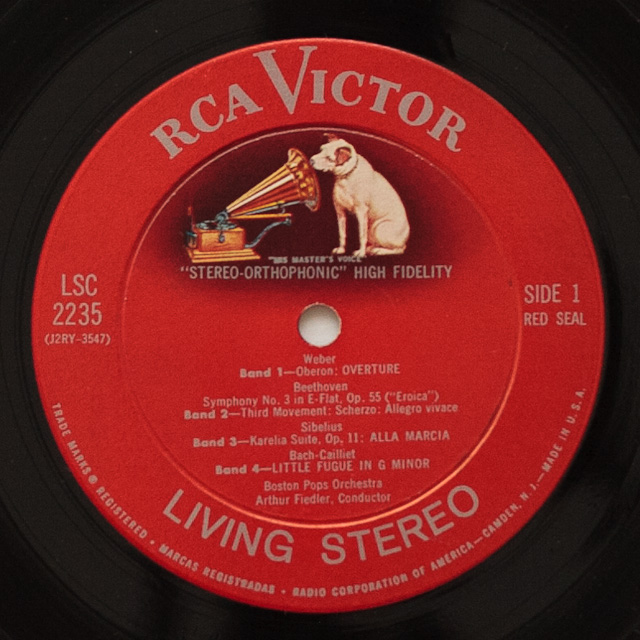 RCA VICTOR
"HIS MASTER'S VOICE"
"STEREO-ORTHOPHONIC" HIGH FIDELITY
LSC
2235
(J2RY-3547)
SIDE 1
RED SEAL
Weber
Band 1—Oberon: OVERTURE
Beethoven
Symphony No. 3 in E-Flat, Op. 55 ("Eroica")
Band 2—Third Movement: Scherzo: Allegro vivace
Sibelius
Band 3—Karelia Suite, Op. 11: ALLA MARCIA
Bach-Cailliet
Band 4—LITTLE FUGUE IN G MINOR
Boston Pops Orchestra
Arthur Fiedler, Conductor
LIVING STEREO
TRADE MARKS ® REGISTERED • MARCAS REGISTRADAS • RADIO CORPORATION OF AMERICA—CAMDEN, N. J.—MADE IN U.S.A.